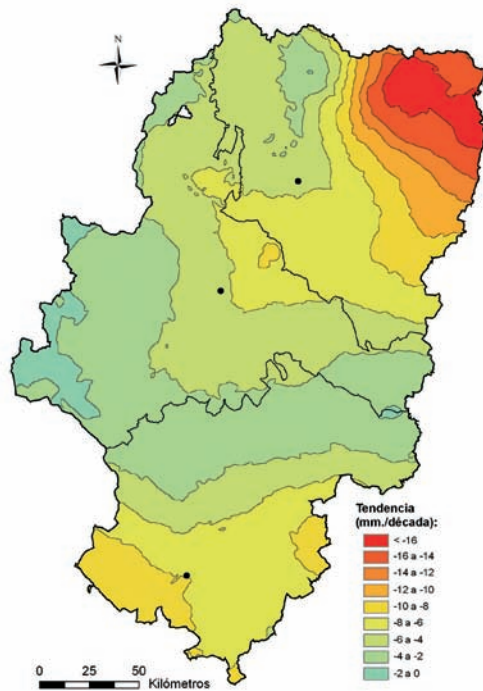 N
Tendencia
(mm./década):
< -16
-16 a -14
-14 a -12
-12 a -10
-10 a -8
-8 a -6
-6 a -4
-4 a -2
-2 a 0
0 25 50
Kilómetros